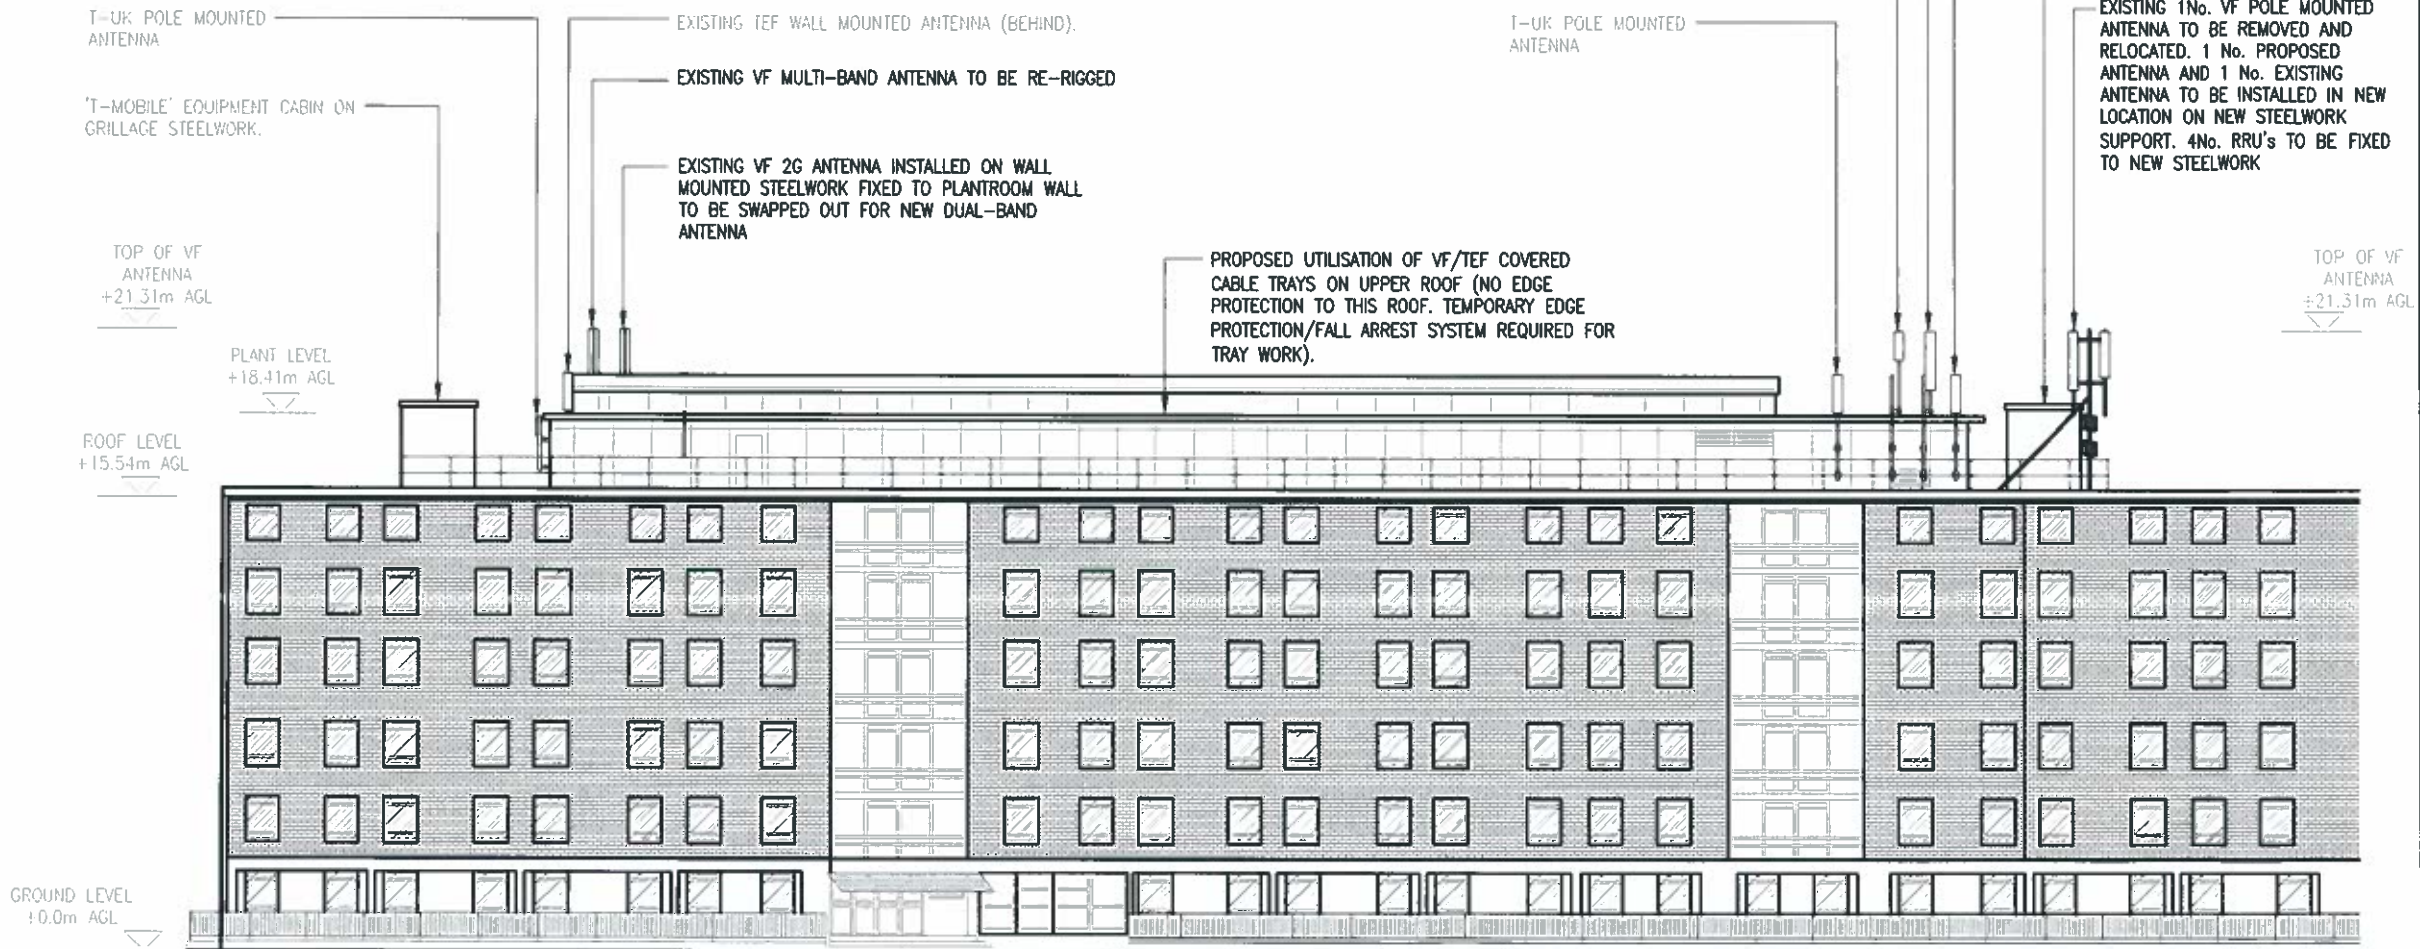 T-UK POLE MOUNTED
ANTENNA
'T-MOBILE' EQUIPMENT CABIN ON
GRILLAGE STEELWORK.
EXISTING TEF WALL MOUNTED ANTENNA (BEHIND).
EXISTING VF MULTI-BAND ANTENNA TO BE RE-RIGGED
EXISTING VF 2G ANTENNA INSTALLED ON WALL
MOUNTED STEELWORK FIXED TO PLANTROOM WALL
TO BE SWAPPED OUT FOR NEW DUAL-BAND
ANTENNA
PROPOSED UTILISATION OF VF/TEF COVERED
CABLE TRAYS ON UPPER ROOF (NO EDGE
PROTECTION TO THIS ROOF. TEMPORARY EDGE
PROTECTION/FALL ARREST SYSTEM REQUIRED FOR
TRAY WORK).
T-UK POLE MOUNTED
ANTENNA
EXISTING 1No. VF POLE MOUNTED
ANTENNA TO BE REMOVED AND
RELOCATED. 1 No. PROPOSED
ANTENNA AND 1 No. EXISTING
ANTENNA TO BE INSTALLED IN NEW
LOCATION ON NEW STEELWORK
SUPPORT. 4No. RRU's TO BE FIXED
TO NEW STEELWORK
TOP OF VF
ANTENNA
+21.31m AGL
TOP OF VF
ANTENNA
+21.31m AGL
PLANT LEVEL
+18.41m AGL
ROOF LEVEL
+15.54m AGL
GROUND LEVEL
±0.0m AGL